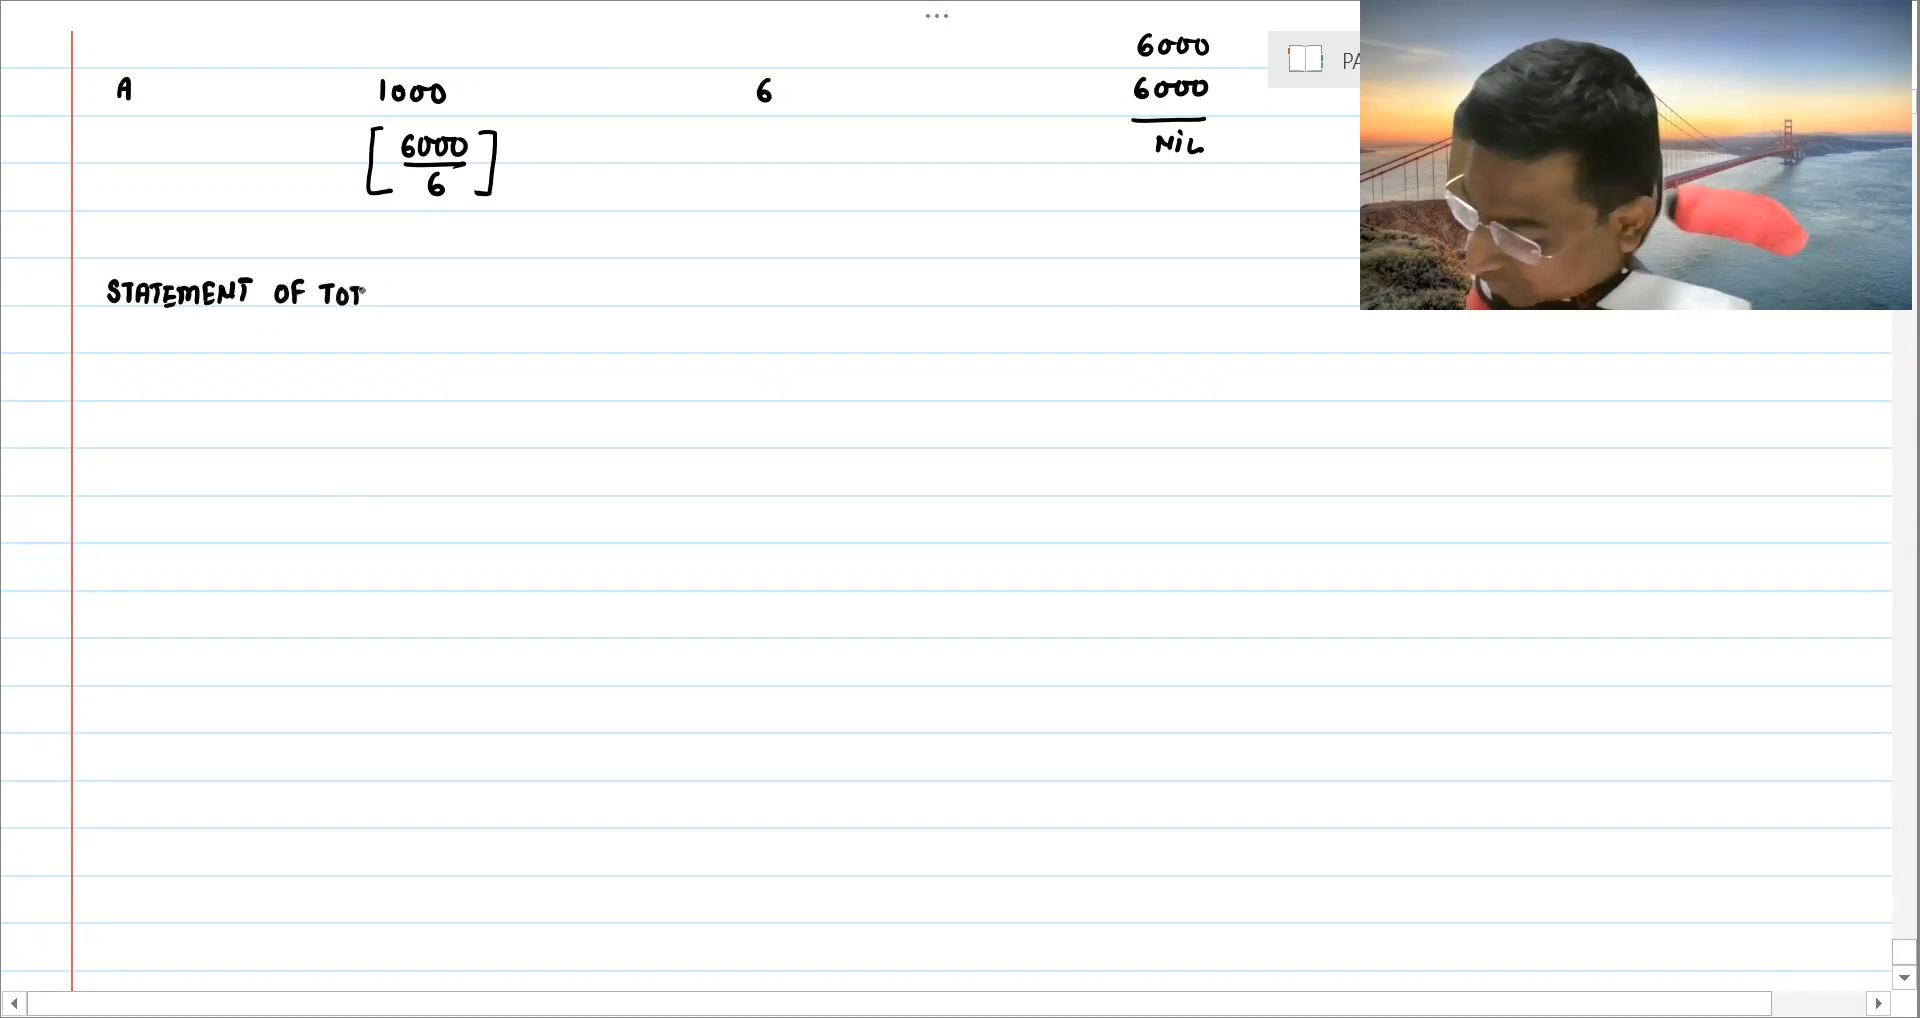 6000
A 1000 6 6000
[ 6000 / 6 ]
NiL
STATEMENT OF TOT
PA